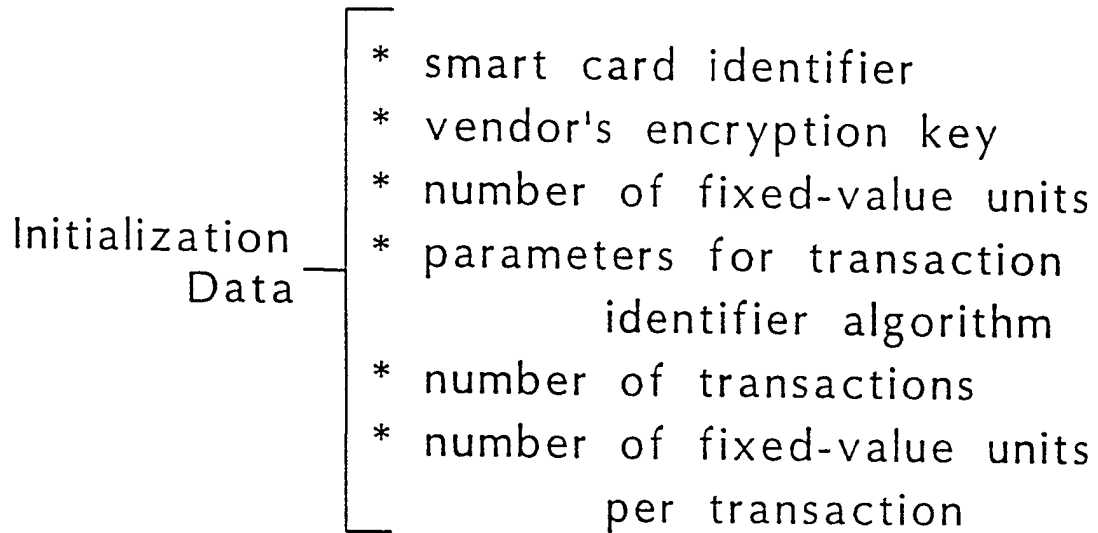 Initialization
Data
* smart card identifier
* vendor's encryption key
* number of fixed-value units
* parameters for transaction
identifier algorithm
* number of transactions
* number of fixed-value units
per transaction